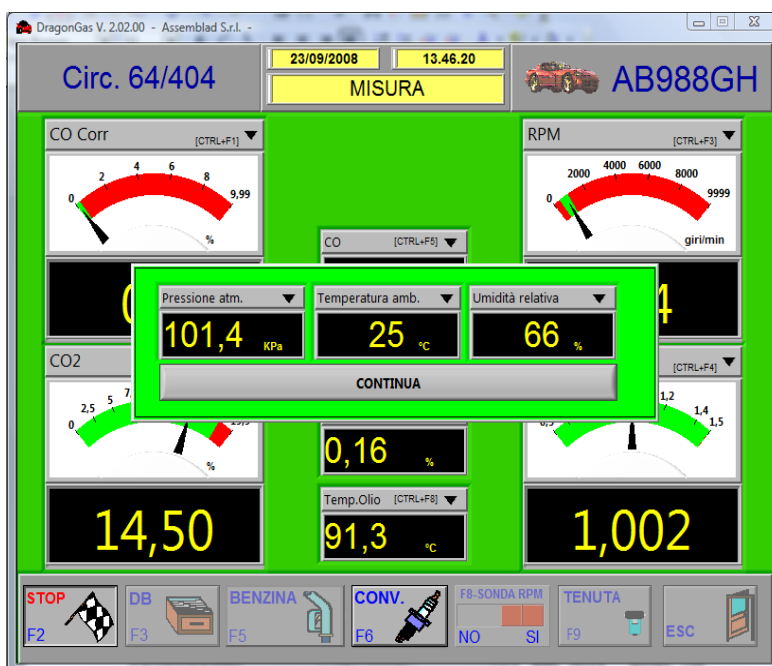 DragonGas V. 2.02.00 - Assemblad S.r.l. -
Circ. 64/404
23/09/2008
13.46.20
MISURA
AB988GH
CO Corr
[CTRL+F1]
0
2
4
6
8
9,99
%
RPM
[CTRL+F3]
0
2000
4000
6000
8000
9999
giri/min
CO
[CTRL+F5]
Pressione atm.
Temperatura amb.
Umidità relativa
101,4 KPa
25 °C
66 %
CONTINUA
CO2
0
2,5
5
%
14,50
0,16 %
Temp.Olio
[CTRL+F8]
91,3 °C
[CTRL+F4]
1,2
1,4
1,5
1,002
STOP
F2
DB
F3
BENZINA
F5
CONV.
F6
F8-SONDA RPM
NO SI
TENUTA
F9
ESC